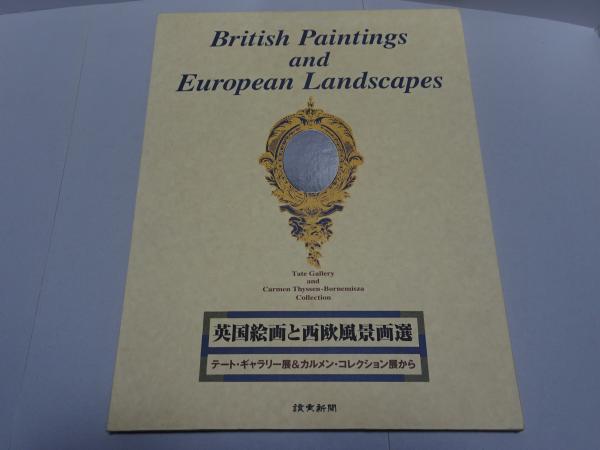 British Paintings
and
European Landscapes
Tate Gallery
and
Carmen Thyssen-Bornemisza
Collection
英国絵画と西欧風景画選
テート・ギャラリー展&カルメン・コレクション展から
讀賣新聞